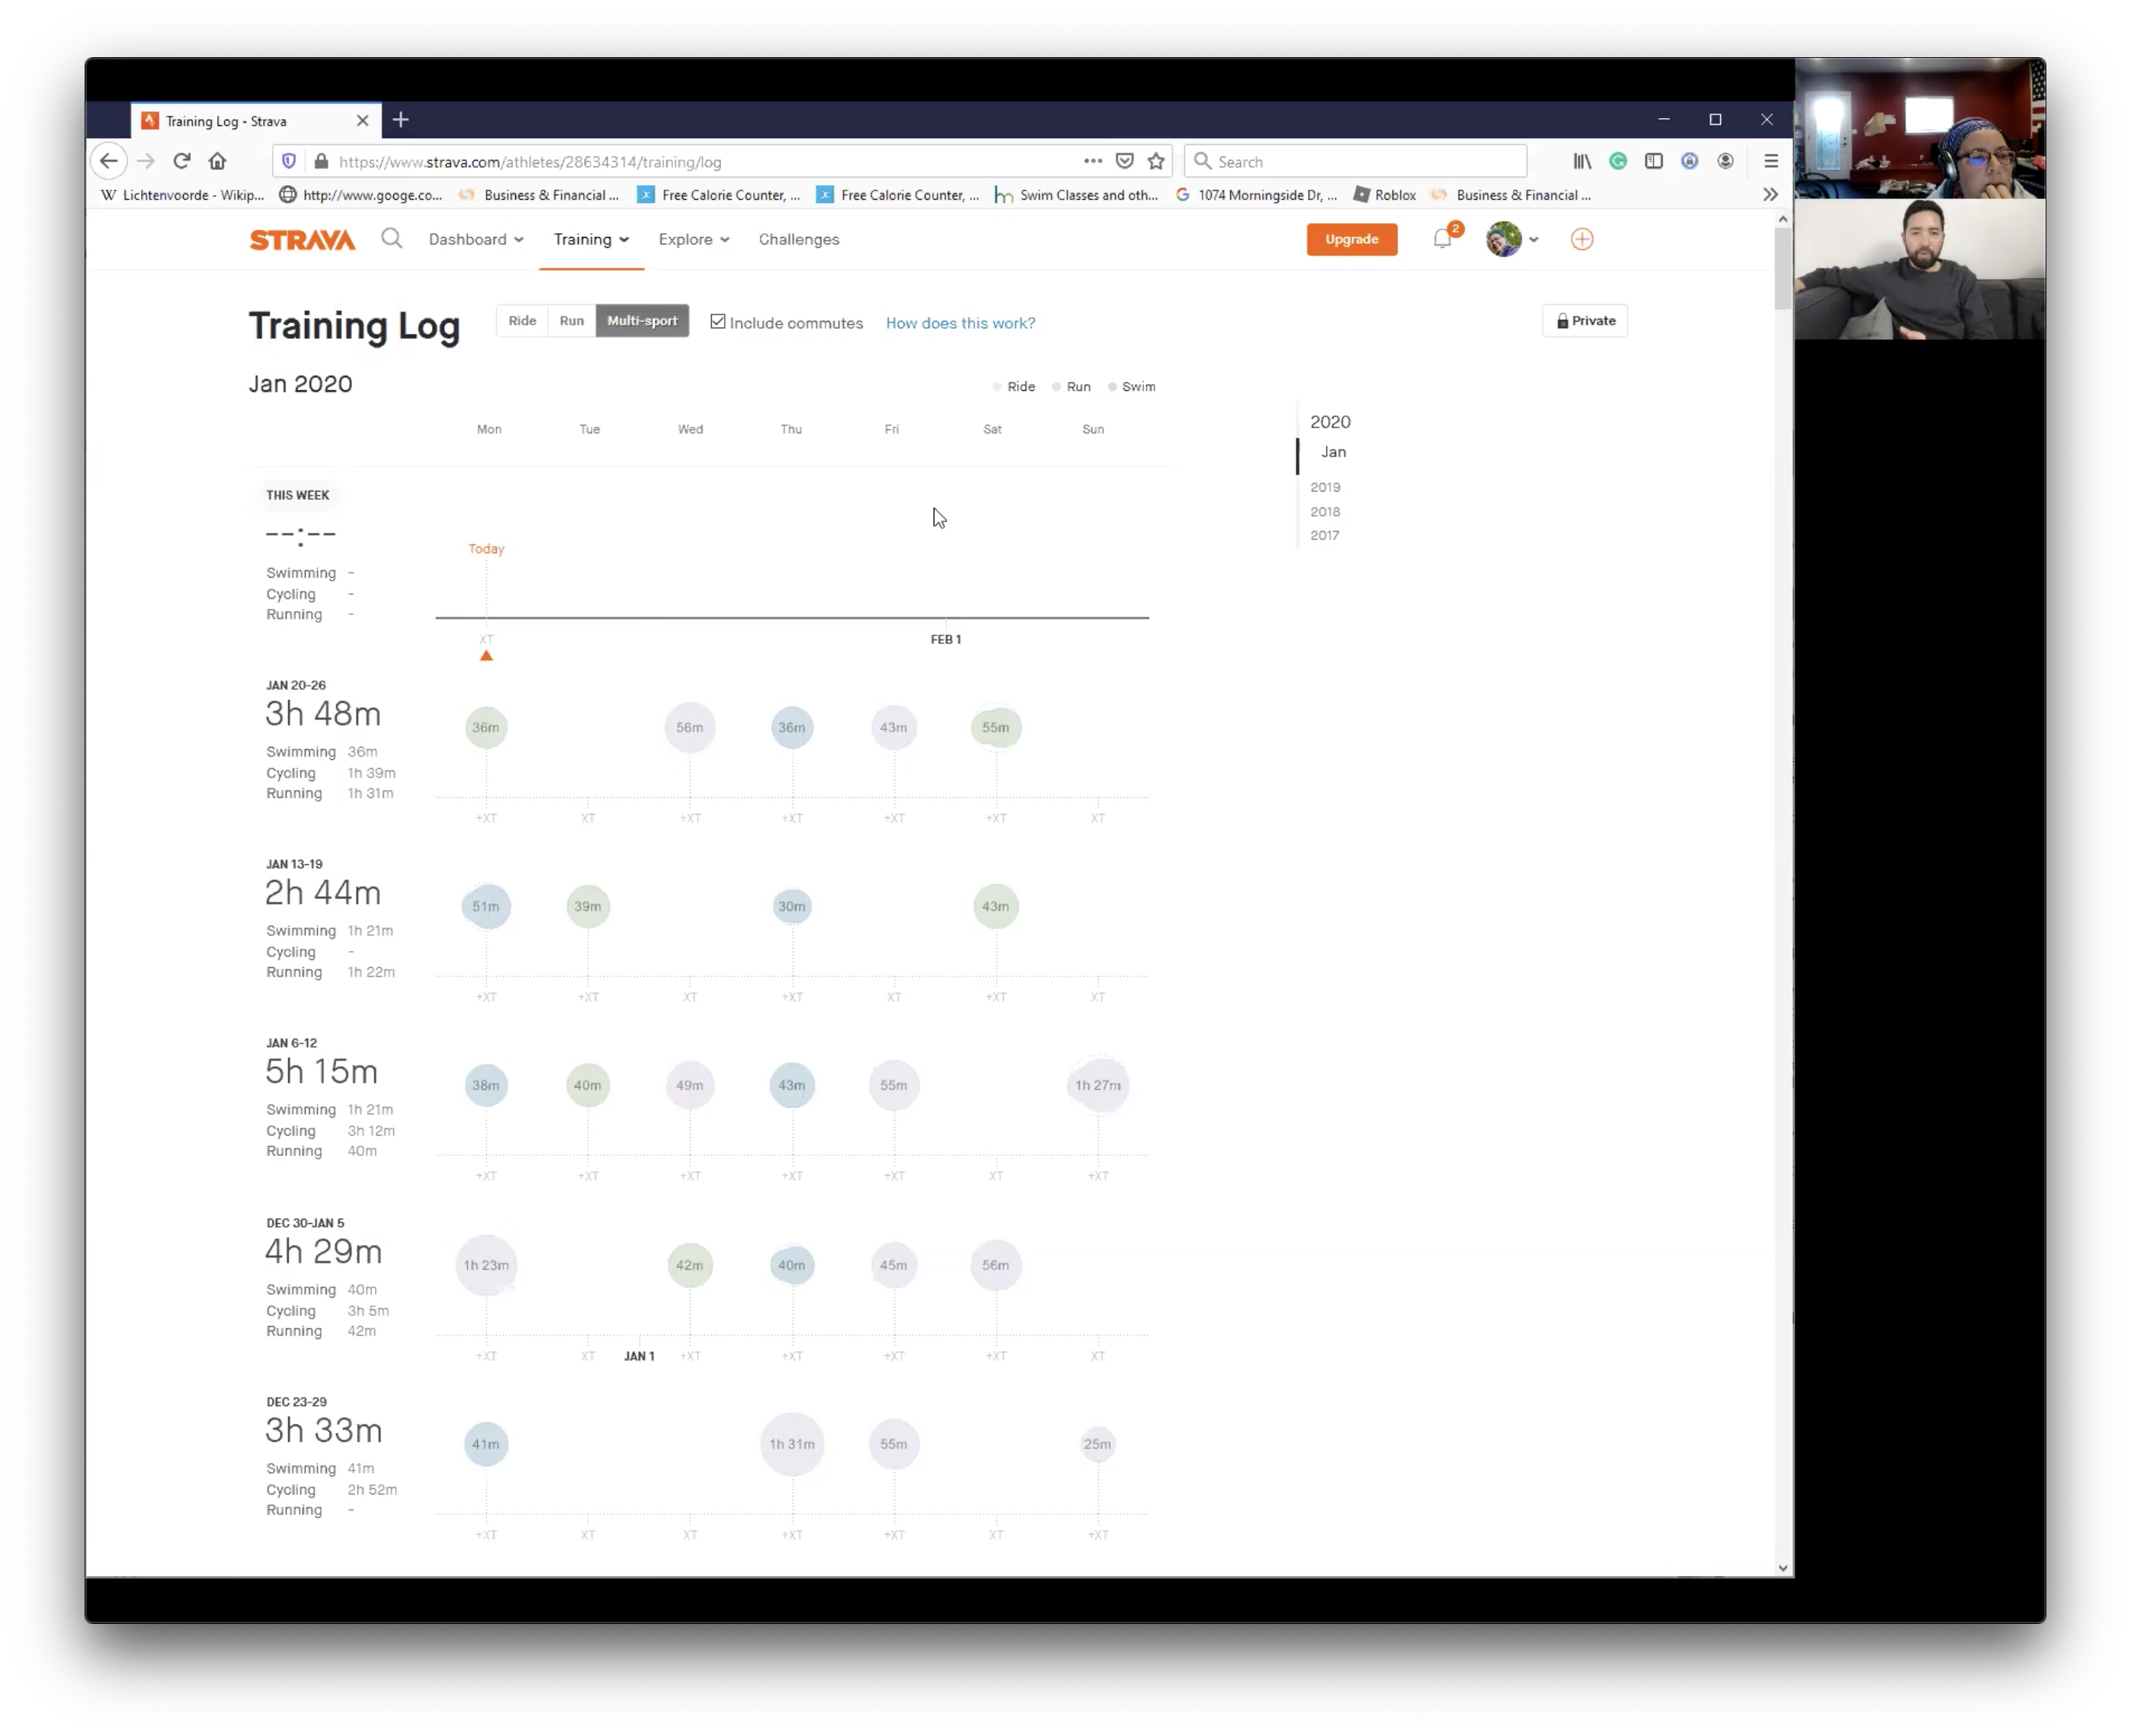 Training Log - Strava
https://www.strava.com/athletes/28634314/training/log
Search
Lichtenvoorde - Wikip... http://www.googe.co... Business & Financial ... Free Calorie Counter, ... Free Calorie Counter, ... Swim Classes and oth... 1074 Morningside Dr, ... Roblox Business & Financial ...
STRAVA Dashboard Training Explore Challenges Upgrade 2
Training Log Ride Run Multi-sport Include commutes How does this work? Private
Jan 2020 Ride Run Swim
Mon Tue Wed Thu Fri Sat Sun
2020
Jan
2019
2018
2017
THIS WEEK
--:--
Today
Swimming -
Cycling -
Running -
XT FEB 1
JAN 20-26
3h 48m
36m 56m 36m 43m 55m
Swimming 36m
Cycling 1h 39m
Running 1h 31m
+XT XT +XT +XT +XT +XT XT
JAN 13-19
2h 44m
51m 39m 30m 43m
Swimming 1h 21m
Cycling -
Running 1h 22m
+XT +XT XT +XT XT +XT XT
JAN 6-12
5h 15m
38m 40m 49m 43m 55m 1h 27m
Swimming 1h 21m
Cycling 3h 12m
Running 40m
+XT +XT +XT +XT +XT XT +XT
DEC 30-JAN 5
4h 29m
1h 23m 42m 40m 45m 56m
Swimming 40m
Cycling 3h 5m
Running 42m
+XT XT JAN 1 +XT +XT +XT +XT XT
DEC 23-29
3h 33m
41m 1h 31m 55m 25m
Swimming 41m
Cycling 2h 52m
Running -
+XT XT XT +XT +XT XT +XT